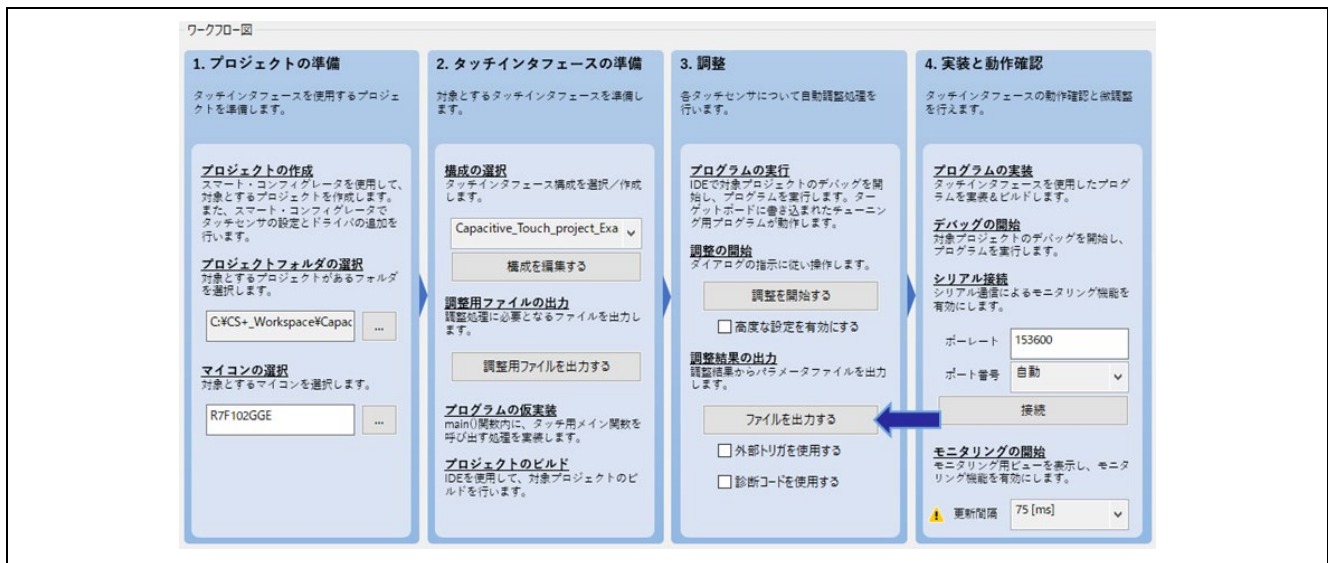 ワークフロー図
1. プロジェクトの準備
タッチインタフェースを使用するプロジェ
クトを準備します。
プロジェクトの作成
スマート・コンフィグレータを使用して、
対象とするプロジェクトを作成します。
また、スマート・コンフィグレータで
タッチセンサの設定とドライバの追加を
行います。
プロジェクトフォルダの選択
対象とするプロジェクトがあるフォルダ
を選択します。
C:¥CS+_Workspace¥Capac
...
マイコンの選択
対象とするマイコンを選択します。
R7F102GGE
...
2. タッチインタフェースの準備
対象とするタッチインタフェースを準備し
ます。
構成の選択
タッチインタフェース構成を選択／作成
します。
Capacitive_Touch_project_Exa
構成を編集する
調整用ファイルの出力
調整処理に必要となるファイルを出力し
ます。
調整用ファイルを出力する
プログラムの仮実装
main()関数内に、タッチ用メイン関数を
呼び出す処理を実装します。
プロジェクトのビルド
IDEを使用して、対象プロジェクトのビ
ルドを行います。
3. 調整
各タッチセンサについて自動調整処理を
行います。
プログラムの実行
IDEで対象プロジェクトのデバッグを開
始し、プログラムを実行します。ター
ゲットボードに書き込まれたチューニン
グ用プログラムが動作します。
調整の開始
ダイアログの指示に従い操作します。
調整を開始する
高度な設定を有効にする
調整結果の出力
調整結果からパラメータファイルを出力
します。
ファイルを出力する
外部トリガを使用する
診断コードを使用する
4. 実装と動作確認
タッチインタフェースの動作確認と微調整
を行えます。
プログラムの実装
タッチインタフェースを使用したプログ
ラムを実装&ビルドします。
デバッグの開始
対象プロジェクトのデバッグを開始し、
プログラムを実行します。
シリアル接続
シリアル通信によるモニタリング機能を
有効にします。
ボーレート 153600
ポート番号 自動
接続
モニタリングの開始
モニタリング用ビューを表示し、モニタ
リング機能を有効にします。
更新間隔 75 [ms]